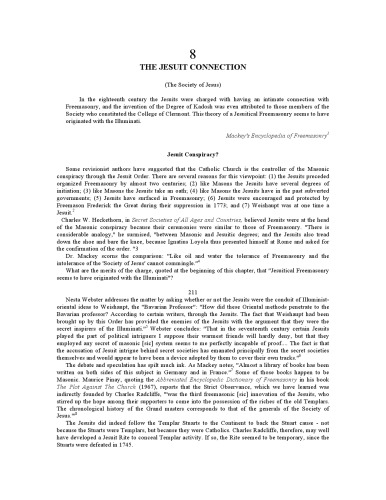 8
THE JESUIT CONNECTION
(The Society of Jesus)
In the eighteenth century the Jesuits were charged with having an intimate connection with
Freemasonry, and the invention of the Degree of Kadosh was even attributed to those members of the
Society who constituted the College of Clermont. This theory of a Jesuitical Freemasonry seems to have
originated with the Illuminati.
Mackey's Encyclopedia of Freemasonry1
Jesuit Conspiracy?
Some revisionist authors have suggested that the Catholic Church is the controller of the Masonic
conspiracy through the Jesuit Order. There are several reasons for this viewpoint: (1) the Jesuits preceded
organized Freemasonry by almost two centuries; (2) like Masons the Jesuits have several degrees of
initiation; (3) like Masons the Jesuits take an oath; (4) like Masons the Jesuits have in the past subverted
governments; (5) Jesuits have surfaced in Freemasonry; (6) Jesuits were encouraged and protected by
Freemason Frederick the Great during their suppression in 1773; and (7) Weishaupt was at one time a
Jesuit.2
Charles W. Heckethorn, in Secret Societies of All Ages and Countries, believed Jesuits were at the head
of the Masonic conspiracy because their ceremonies were similar to those of Freemasonry. "There is
considerable analogy," he surmised, "between Masonic and Jesuitic degrees; and the Jesuits also tread
down the shoe and bare the knee, because Ignatius Loyola thus presented himself at Rome and asked for
the confirmation of the order. "3
Dr. Mackey scorns the comparison: "Like oil and water the tolerance of Freemasonry and the
intolerance of the 'Society of Jesus' cannot commingle."4
What are the merits of the charge, quoted at the beginning of this chapter, that "Jesuitical Freemasonry
seems to have originated with the Illuminati"?
211
Nesta Webster addresses the matter by asking whether or not the Jesuits were the conduit of Illuminist-
oriental ideas to Weishaupt, the "Bavarian Professor": "How did these Oriental methods penetrate to the
Bavarian professor? According to certain writers, through the Jesuits. The fact that Weishaupt had been
brought up by this Order has provided the enemies of the Jesuits with the argument that they were the
secret inspirers of the Illuminati."5 Webster concludes: "That in the seventeenth century certain Jesuits
played the part of political intriguers I suppose their warmest friends will hardly deny, but that they
employed any secret of masonic [sic] system seems to me perfectly incapable of proof.... The fact is that
the accusation of Jesuit intrigue behind secret societies has emanated principally from the secret societies
themselves and would appear to have been a device adopted by them to cover their own tracks."6
The debate and speculation has spilt much ink. As Mackey notes, "Almost a library of books has been
written on both sides of this subject in Germany and in France."7 Some of those books happen to be
Masonic. Maurice Pinay, quoting the Abbreviated Encyclopedic Dictionary of Freemasonry in his book
The Plot Against The Church (1967), reports that the Strict Observance, which we have learned was
indirectly founded by Charles Radcliffe, "'was the third freemasonic [sic] innovation of the Jesuits, who
stirred up the hope among their supporters to come into the possession of the riches of the old Templars.
The chronological history of the Grand masters corresponds to that of the generals of the Society of
Jesus."'8
The Jesuits did indeed follow the Templar Stuarts to the Continent to back the Stuart cause - not
because the Stuarts were Templars, but because they were Catholics. Charles Radcliffe, therefore, may well
have developed a Jesuit Rite to conceal Templar activity. If so, the Rite seemed to be temporary, since the
Stuarts were defeated in 1745.